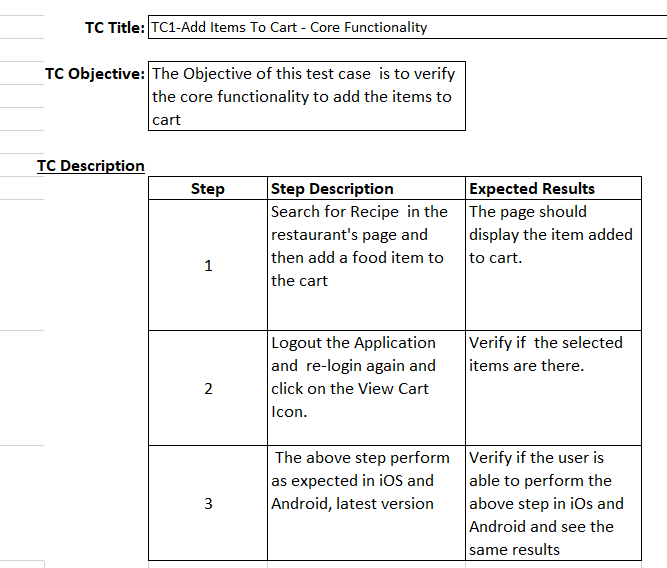 TC Title: TC1-Add Items To Cart - Core Functionality
TC Objective: The Objective of this test case  is to verify
the core functionality to add the items to
cart
TC Description
Step Step Description Expected Results
1
Search for Recipe  in the
restaurant's page and
then add a food item to
the cart
The page should
display the item added
to cart.
2
Logout the Application
and  re-login again and
click on the View Cart
Icon.
Verify if  the selected
items are there.
3
The above step perform
as expected in iOS and
Android, latest version
Verify if the user is
able to perform the
above step in iOs and
Android and see the
same results